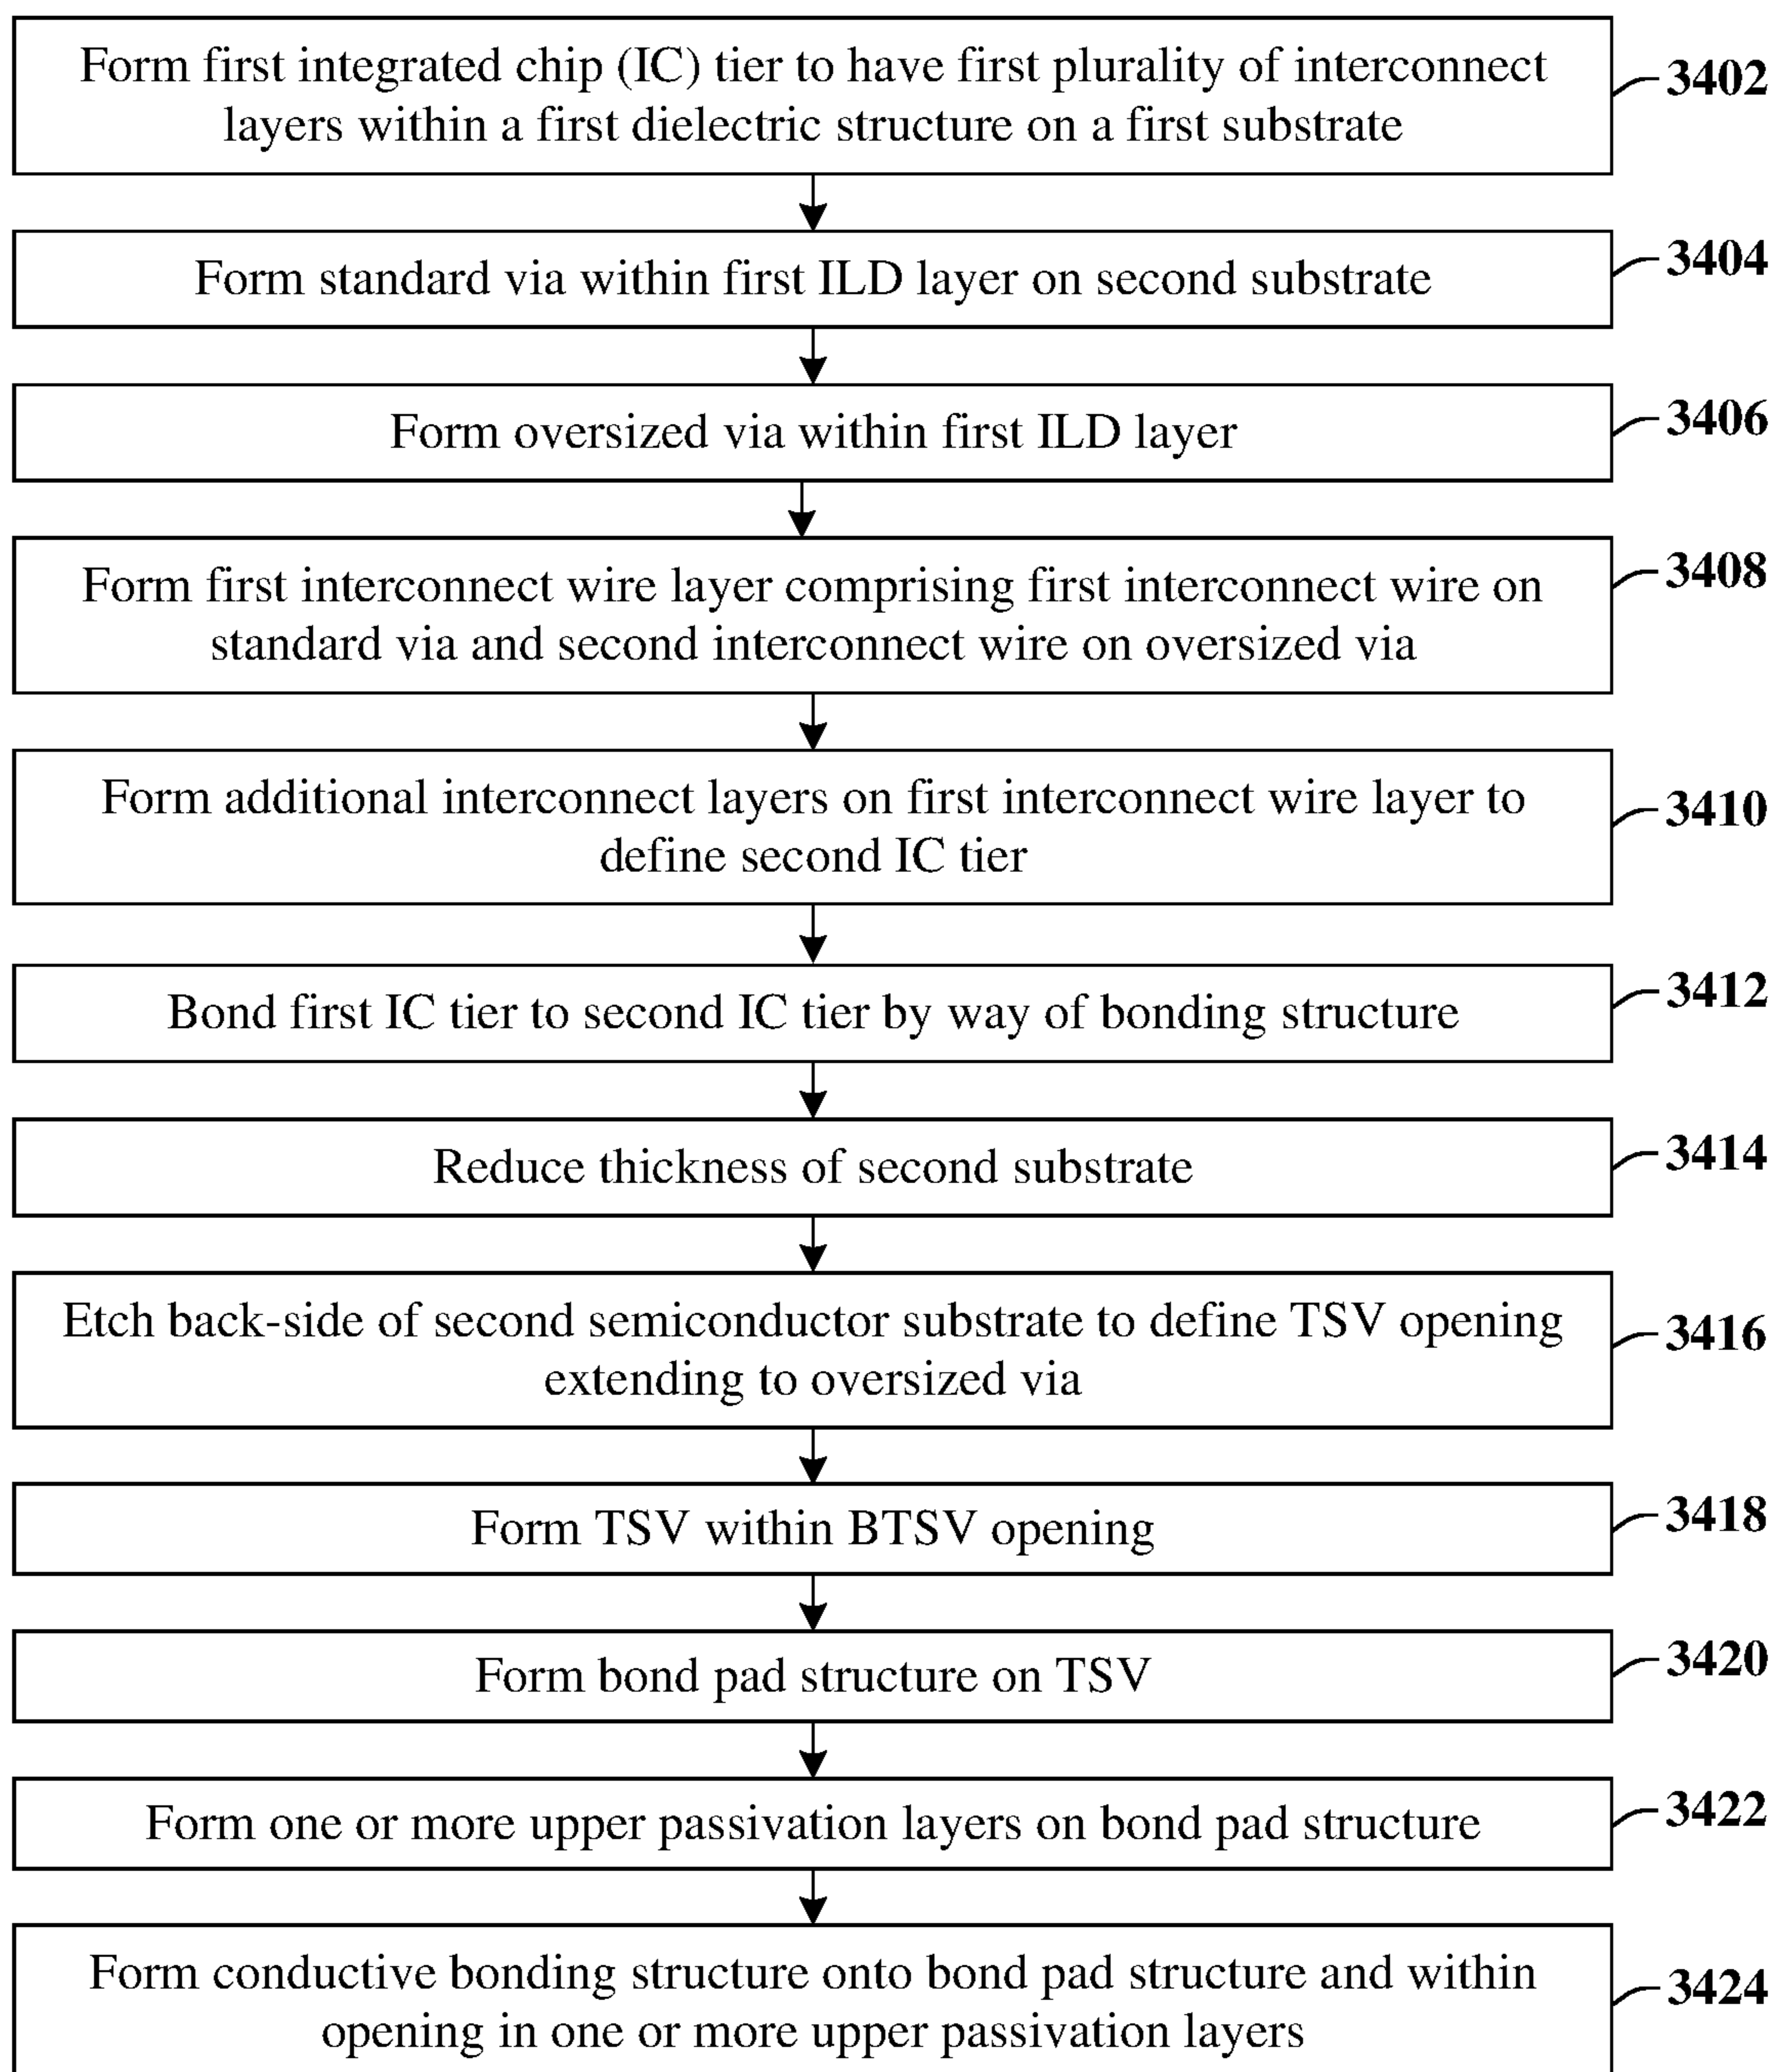 Form first integrated chip (IC) tier to have first plurality of interconnect
layers within a first dielectric structure on a first substrate
3402
Form standard via within first ILD layer on second substrate
3404
Form oversized via within first ILD layer
3406
Form first interconnect wire layer comprising first interconnect wire on
standard via and second interconnect wire on oversized via
3408
Form additional interconnect layers on first interconnect wire layer to
define second IC tier
3410
Bond first IC tier to second IC tier by way of bonding structure
3412
Reduce thickness of second substrate
3414
Etch back-side of second semiconductor substrate to define TSV opening
extending to oversized via
3416
Form TSV within BTSV opening
3418
Form bond pad structure on TSV
3420
Form one or more upper passivation layers on bond pad structure
3422
Form conductive bonding structure onto bond pad structure and within
opening in one or more upper passivation layers
3424